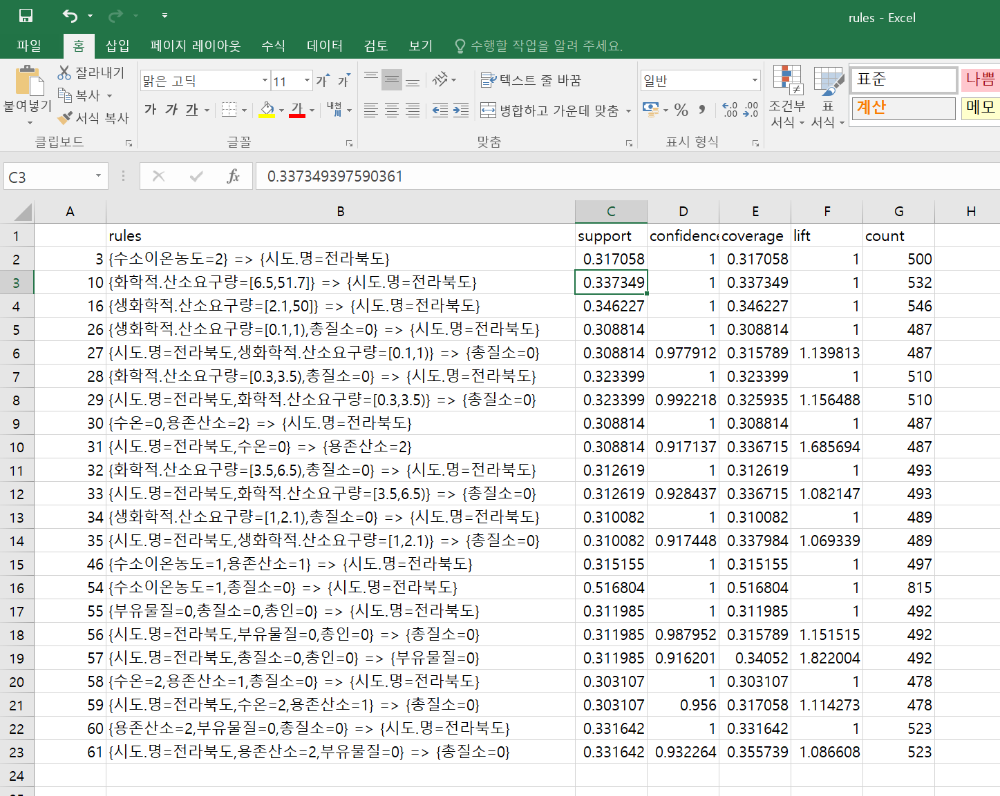 rules - Excel
파일 홈 삽입 페이지 레이아웃 수식 데이터 검토 보기 수행할 작업을 알려 주세요.
붙여넣기 잘라내기 복사 서식 복사 클립보드
맑은 고딕 11 가 가
가 가 가 가 내천 글꼴
텍스트 줄 바꿈
병합하고 가운데 맞춤
맞춤
일반
% .0 .00 .00 .0
표시 형식
조건부 서식 표 서식
표준 나쁨
계산 메모
C3 fx 0.337349397590361
A B C D E F G H
1 rules support confidence coverage lift count
2 3 {수소이온농도=2} => {시도.명=전라북도} 0.317058 1 0.317058 1 500
3 10 {화학적.산소요구량=[6.5,51.7]} => {시도.명=전라북도} 0.337349 1 0.337349 1 532
4 16 {생화학적.산소요구량=[2.1,50]} => {시도.명=전라북도} 0.346227 1 0.346227 1 546
5 26 {생화학적.산소요구량=[0.1,1),총질소=0} => {시도.명=전라북도} 0.308814 1 0.308814 1 487
6 27 {시도.명=전라북도,생화학적.산소요구량=[0.1,1)} => {총질소=0} 0.308814 0.977912 0.315789 1.139813 487
7 28 {화학적.산소요구량=[0.3,3.5),총질소=0} => {시도.명=전라북도} 0.323399 1 0.323399 1 510
8 29 {시도.명=전라북도,화학적.산소요구량=[0.3,3.5)} => {총질소=0} 0.323399 0.992218 0.325935 1.156488 510
9 30 {수온=0,용존산소=2} => {시도.명=전라북도} 0.308814 1 0.308814 1 487
10 31 {시도.명=전라북도,수온=0} => {용존산소=2} 0.308814 0.917137 0.336715 1.685694 487
11 32 {화학적.산소요구량=[3.5,6.5),총질소=0} => {시도.명=전라북도} 0.312619 1 0.312619 1 493
12 33 {시도.명=전라북도,화학적.산소요구량=[3.5,6.5)} => {총질소=0} 0.312619 0.928437 0.336715 1.082147 493
13 34 {생화학적.산소요구량=[1,2.1),총질소=0} => {시도.명=전라북도} 0.310082 1 0.310082 1 489
14 35 {시도.명=전라북도,생화학적.산소요구량=[1,2.1)} => {총질소=0} 0.310082 0.917448 0.337984 1.069339 489
15 46 {수소이온농도=1,용존산소=1} => {시도.명=전라북도} 0.315155 1 0.315155 1 497
16 54 {수소이온농도=1,총질소=0} => {시도.명=전라북도} 0.516804 1 0.516804 1 815
17 55 {부유물질=0,총질소=0,총인=0} => {시도.명=전라북도} 0.311985 1 0.311985 1 492
18 56 {시도.명=전라북도,부유물질=0,총인=0} => {총질소=0} 0.311985 0.987952 0.315789 1.151515 492
19 57 {시도.명=전라북도,총질소=0,총인=0} => {부유물질=0} 0.311985 0.916201 0.34052 1.822004 492
20 58 {수온=2,용존산소=1,총질소=0} => {시도.명=전라북도} 0.303107 1 0.303107 1 478
21 59 {시도.명=전라북도,수온=2,용존산소=1} => {총질소=0} 0.303107 0.956 0.317058 1.114273 478
22 60 {용존산소=2,부유물질=0,총질소=0} => {시도.명=전라북도} 0.331642 1 0.331642 1 523
23 61 {시도.명=전라북도,용존산소=2,부유물질=0} => {총질소=0} 0.331642 0.932264 0.355739 1.086608 523
24